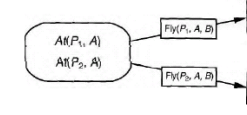 At(P₁, A)
At(P₂, A)
Fly(P₁, A, B)
Fly(P₂, A, B)